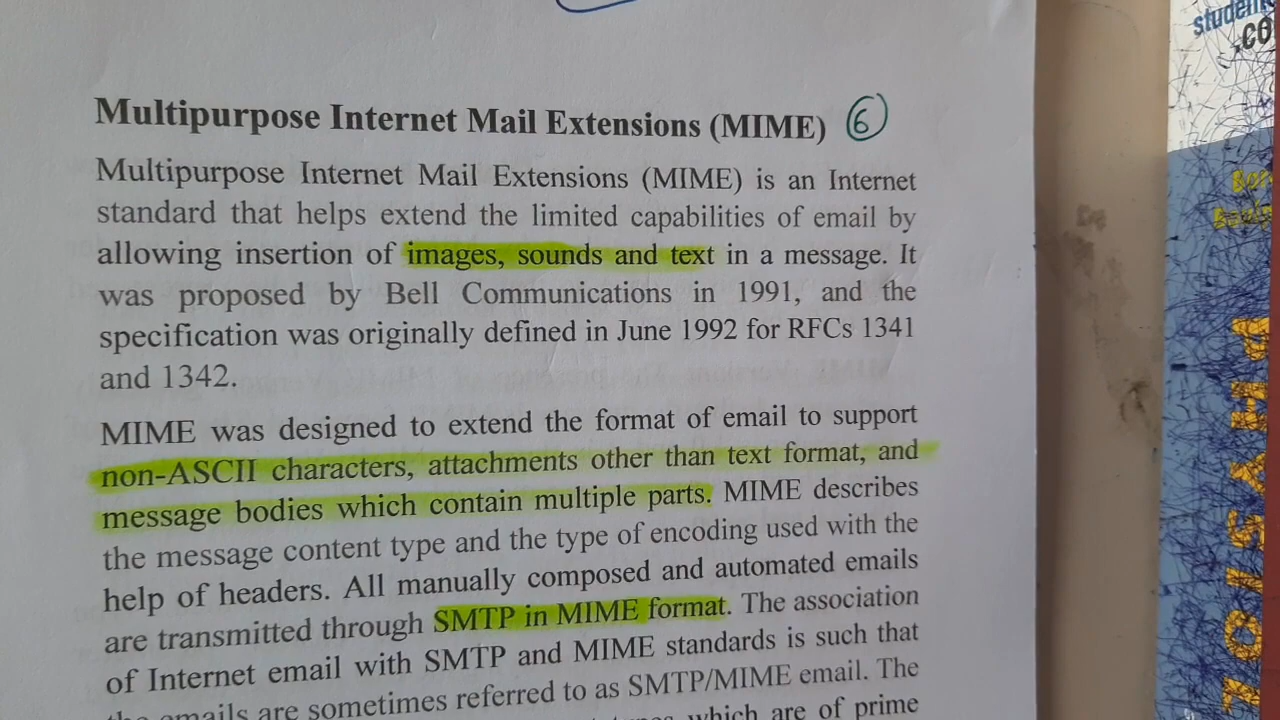 Multipurpose Internet Mail Extensions (MIME) 6
Multipurpose Internet Mail Extensions (MIME) is an Internet
standard that helps extend the limited capabilities of email by
allowing insertion of images, sounds and text in a message. It
was proposed by Bell Communications in 1991, and the
specification was originally defined in June 1992 for RFCs 1341
and 1342.
MIME was designed to extend the format of email to support
non-ASCII characters, attachments other than text format, and
message bodies which contain multiple parts. MIME describes
the message content type and the type of encoding used with the
help of headers. All manually composed and automated emails
are transmitted through SMTP in MIME format. The association
of Internet email with SMTP and MIME standards is such that
the emails are sometimes referred to as SMTP/MIME email. The
which are of prime
student
.co
PHYSIO